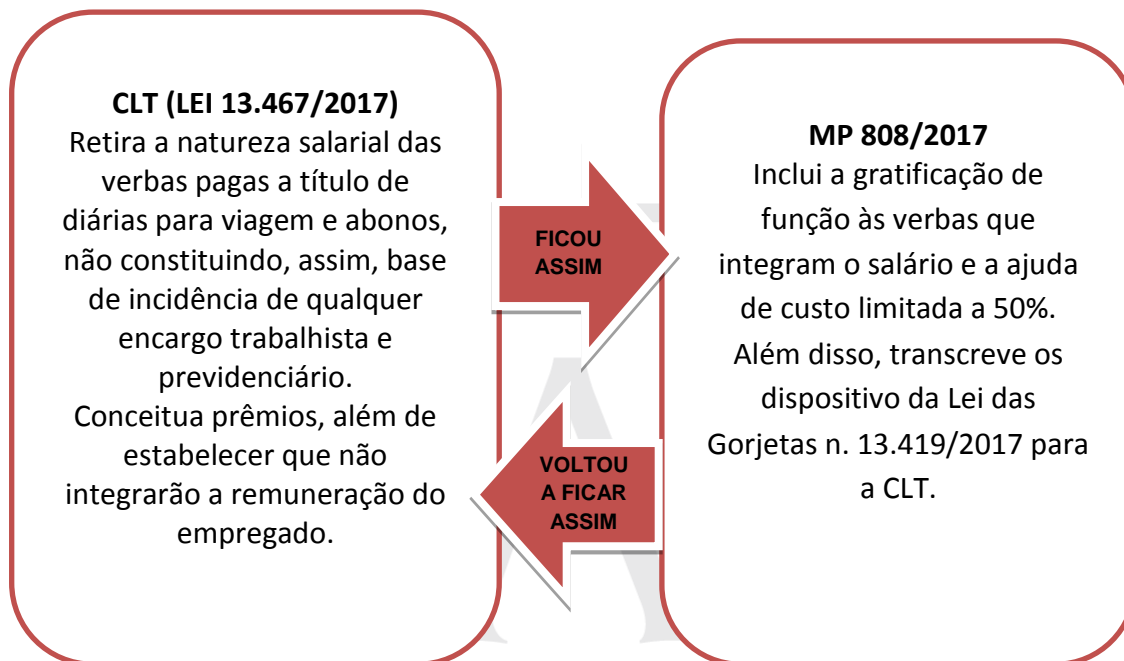 CLT (LEI 13.467/2017)
Retira a natureza salarial das
verbas pagas a título de
diárias para viagem e abonos,
não constituindo, assim, base
de incidência de qualquer
encargo trabalhista e
previdenciário.
Conceitua prêmios, além de
estabelecer que não
integrarão a remuneração do
empregado.
FICOU
ASSIM
VOLTOU
A FICAR
ASSIM
MP 808/2017
Inclui a gratificação de
função às verbas que
integram o salário e a ajuda
de custo limitada a 50%.
Além disso, transcreve os
dispositivo da Lei das
Gorjetas n. 13.419/2017 para
a CLT.